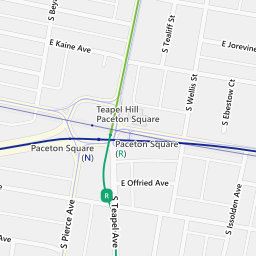 S Bey
S Tealiff St
E Kaine Ave
E Jorevine
S Wellis St
S Ebestow Ct
Teapel Hill
Paceton Square
Paceton Square
(N)
Paceton Square
(R)
E Offried Ave
R
S Pierce Ave
S Teapel Ave
S Issolden Ave